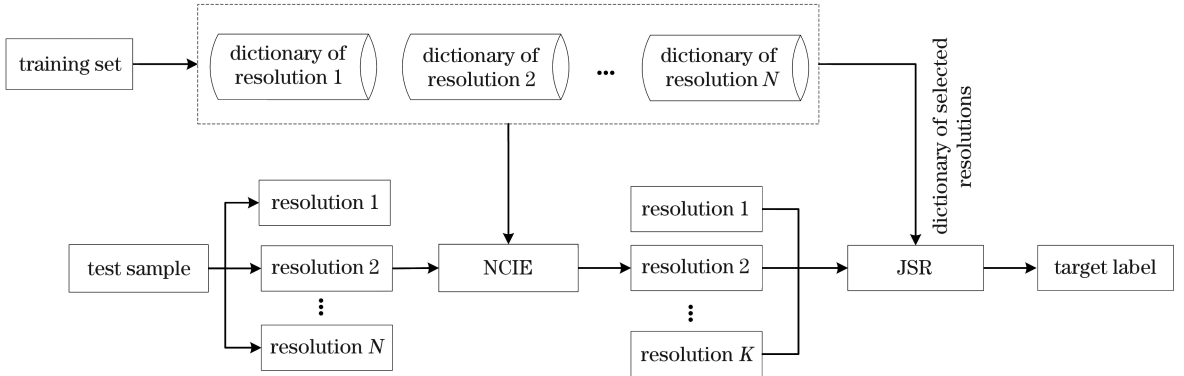 training set
dictionary of
resolution 1
dictionary of
resolution 2
...
dictionary of
resolution N
dictionary of selected
resolutions
test sample
resolution 1
resolution 2
⋮
resolution N
NCIE
resolution 1
resolution 2
⋮
resolution K
JSR
target label